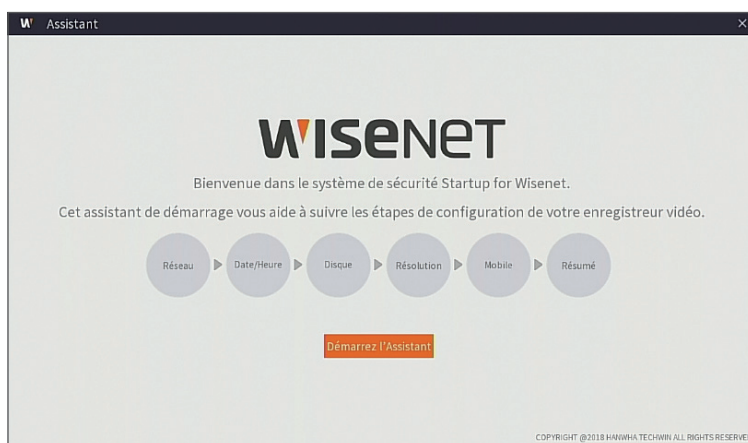 Assistant
WISENET
Bienvenue dans le système de sécurité Startup for Wisenet.
Cet assistant de démarrage vous aide à suivre les étapes de configuration de votre enregistreur vidéo.
Réseau Date/Heure Disque Résolution Mobile Résumé
Démarrez l'Assistant
COPYRIGHT @2018 HANWHA TECHWIN ALL RIGHTS RESERVE